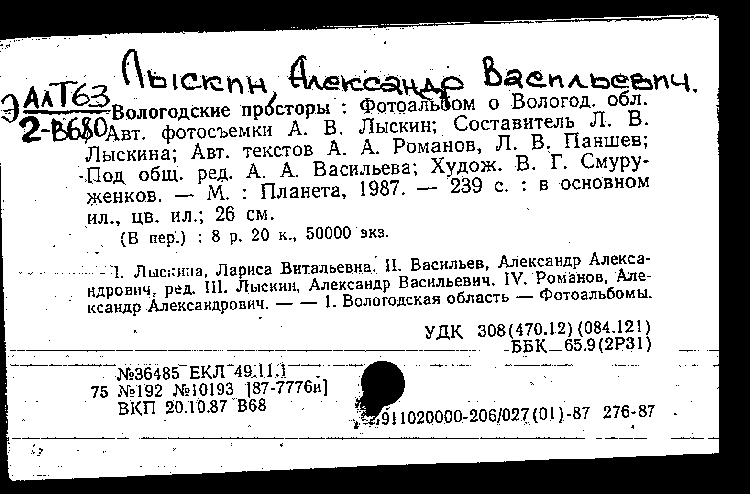 Лыскин, Александр Васильевич.
АлТ63
2-В680
Вологодские просторы : Фотоальбом о Вологод. обл.
Авт. фотосъемки А. В. Лыскин; Составитель Л. В.
Лыскина; Авт. текстов А. А. Романов, Л. В. Паншев;
Под общ. ред. А. А. Васильева; Худож. В. Г. Смуру-
женков. — М. : Планета, 1987. — 239 с. : в основном
ил., цв. ил.; 26 см.
(В пер.) : 8 р. 20 к., 50000 экз.
I. Лыскина, Лариса Витальевна. II. Васильев, Александр Алекса-
ндрович, ред. III. Лыскин, Александр Васильевич. IV. Романов, Але-
ксандр Александрович. — — 1. Вологодская область — Фотоальбомы.
УДК 308(470.12)(084.121)
ББК 65.9(2Р31)
№36485 ЕКЛ 49.11.1
75 №192 №10193 [87-7776и]
ВКП 20.10.87 В68
911020000-206/027(01)-87 276-87